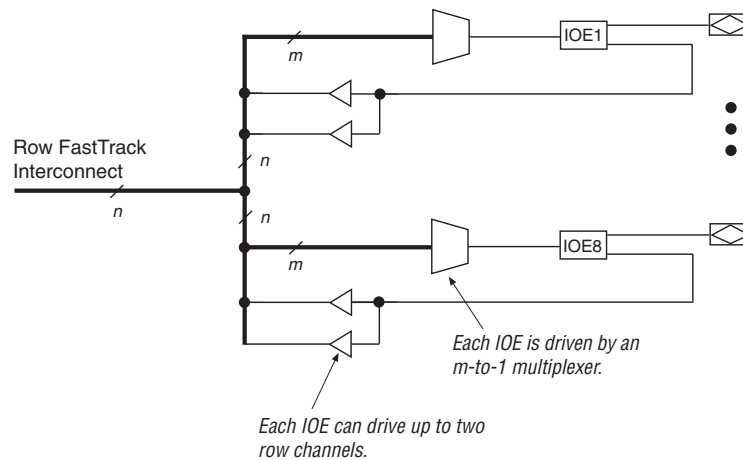 m
IOE1
n
Row FastTrack
Interconnect
n
n
m
IOE8
Each IOE is driven by an
m-to-1 multiplexer.
Each IOE can drive up to two
row channels.